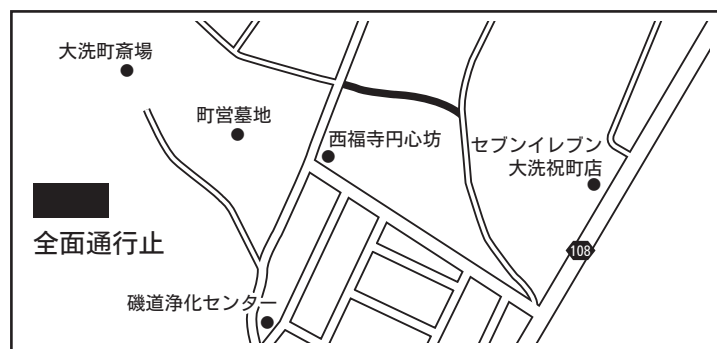 大洗町斎場
町営墓地
西福寺円心坊
セブンイレブン
大洗祝町店
全面通行止
108
磯道浄化センター